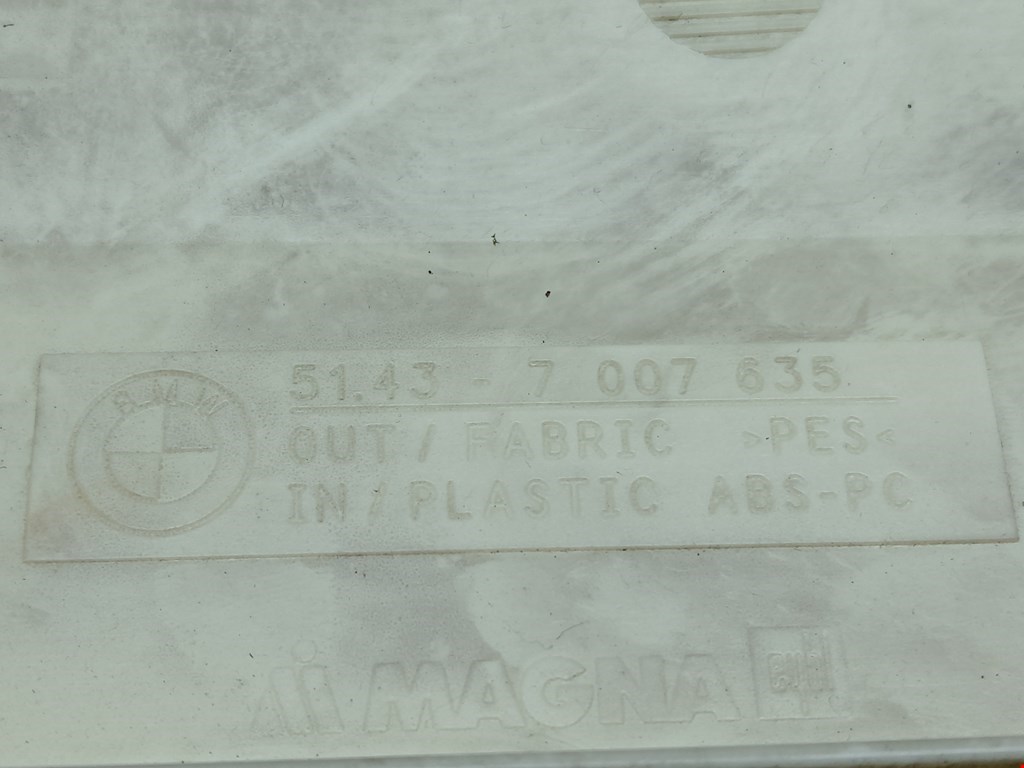 BMW
51.43 - 7 007 635
OUT / FABRIC >PES<
IN / PLASTIC ABS-PC
MAGNA